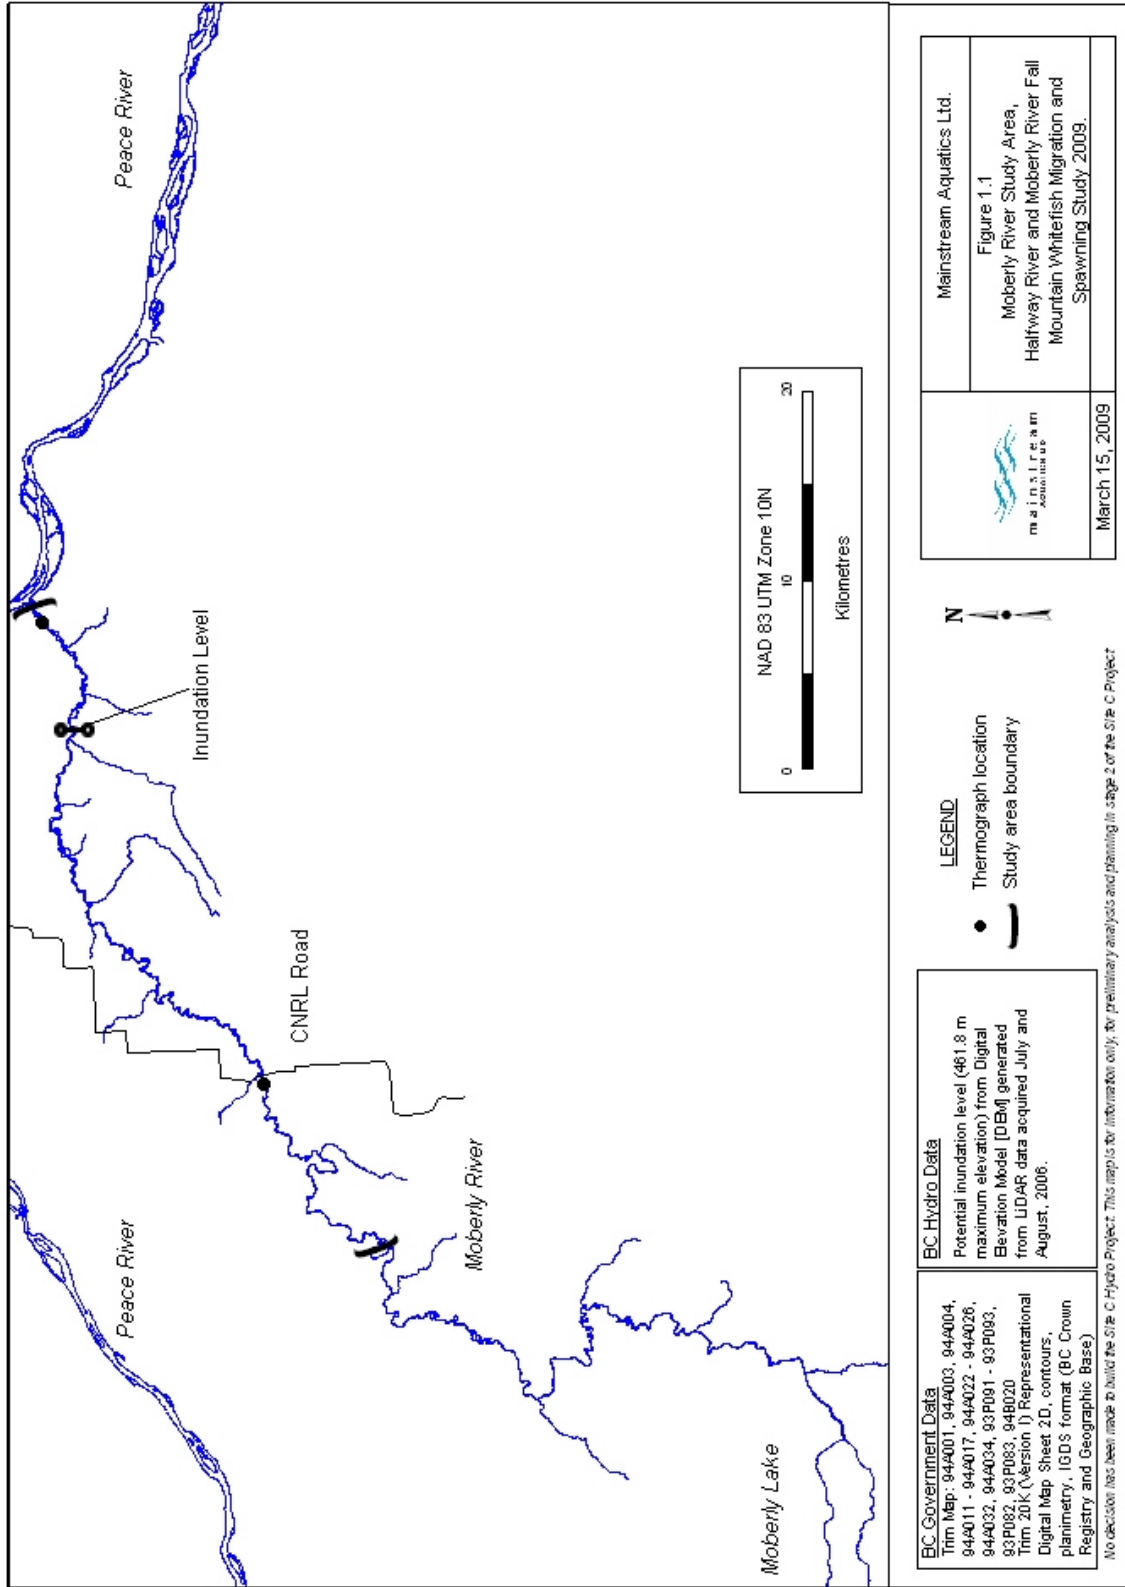 Peace River
Peace River
Inundation Level
CNRL Road
Moberly River
Moberly Lake
NAD 83 UTM Zone 10N
0 10 20
Kilometres
BC Government Data
Trim Map: 94A001, 94A003, 94A004,
94A011 - 94A017, 94A022 - 94A026,
94A032, 94A034, 93P091 - 93P093,
93P082, 93P083, 94B020
Trim 20K (Version I) Representational
Digital Map Sheet 2D, contours,
planimetry, IGDS format (BC Crown
Registry and Geographic Base)
BC Hydro Data
Potential inundation level (461.8 m
maximum elevation) from Digital
Elevation Model [DEM] generated
from LiDAR data acquired July and
August, 2006.
LEGEND
Thermograph location
Study area boundary
N
mainstream
AQUATICS LTD
March 15, 2009
Mainstream Aquatics Ltd.
Figure 1.1
Moberly River Study Area,
Halfway River and Moberly River Fall
Mountain Whitefish Migration and
Spawning Study 2009.
No decision has been made to build the Site C Hydro Project. This map is for information only, for preliminary analysis and planning in stage 2 of the Site C Project